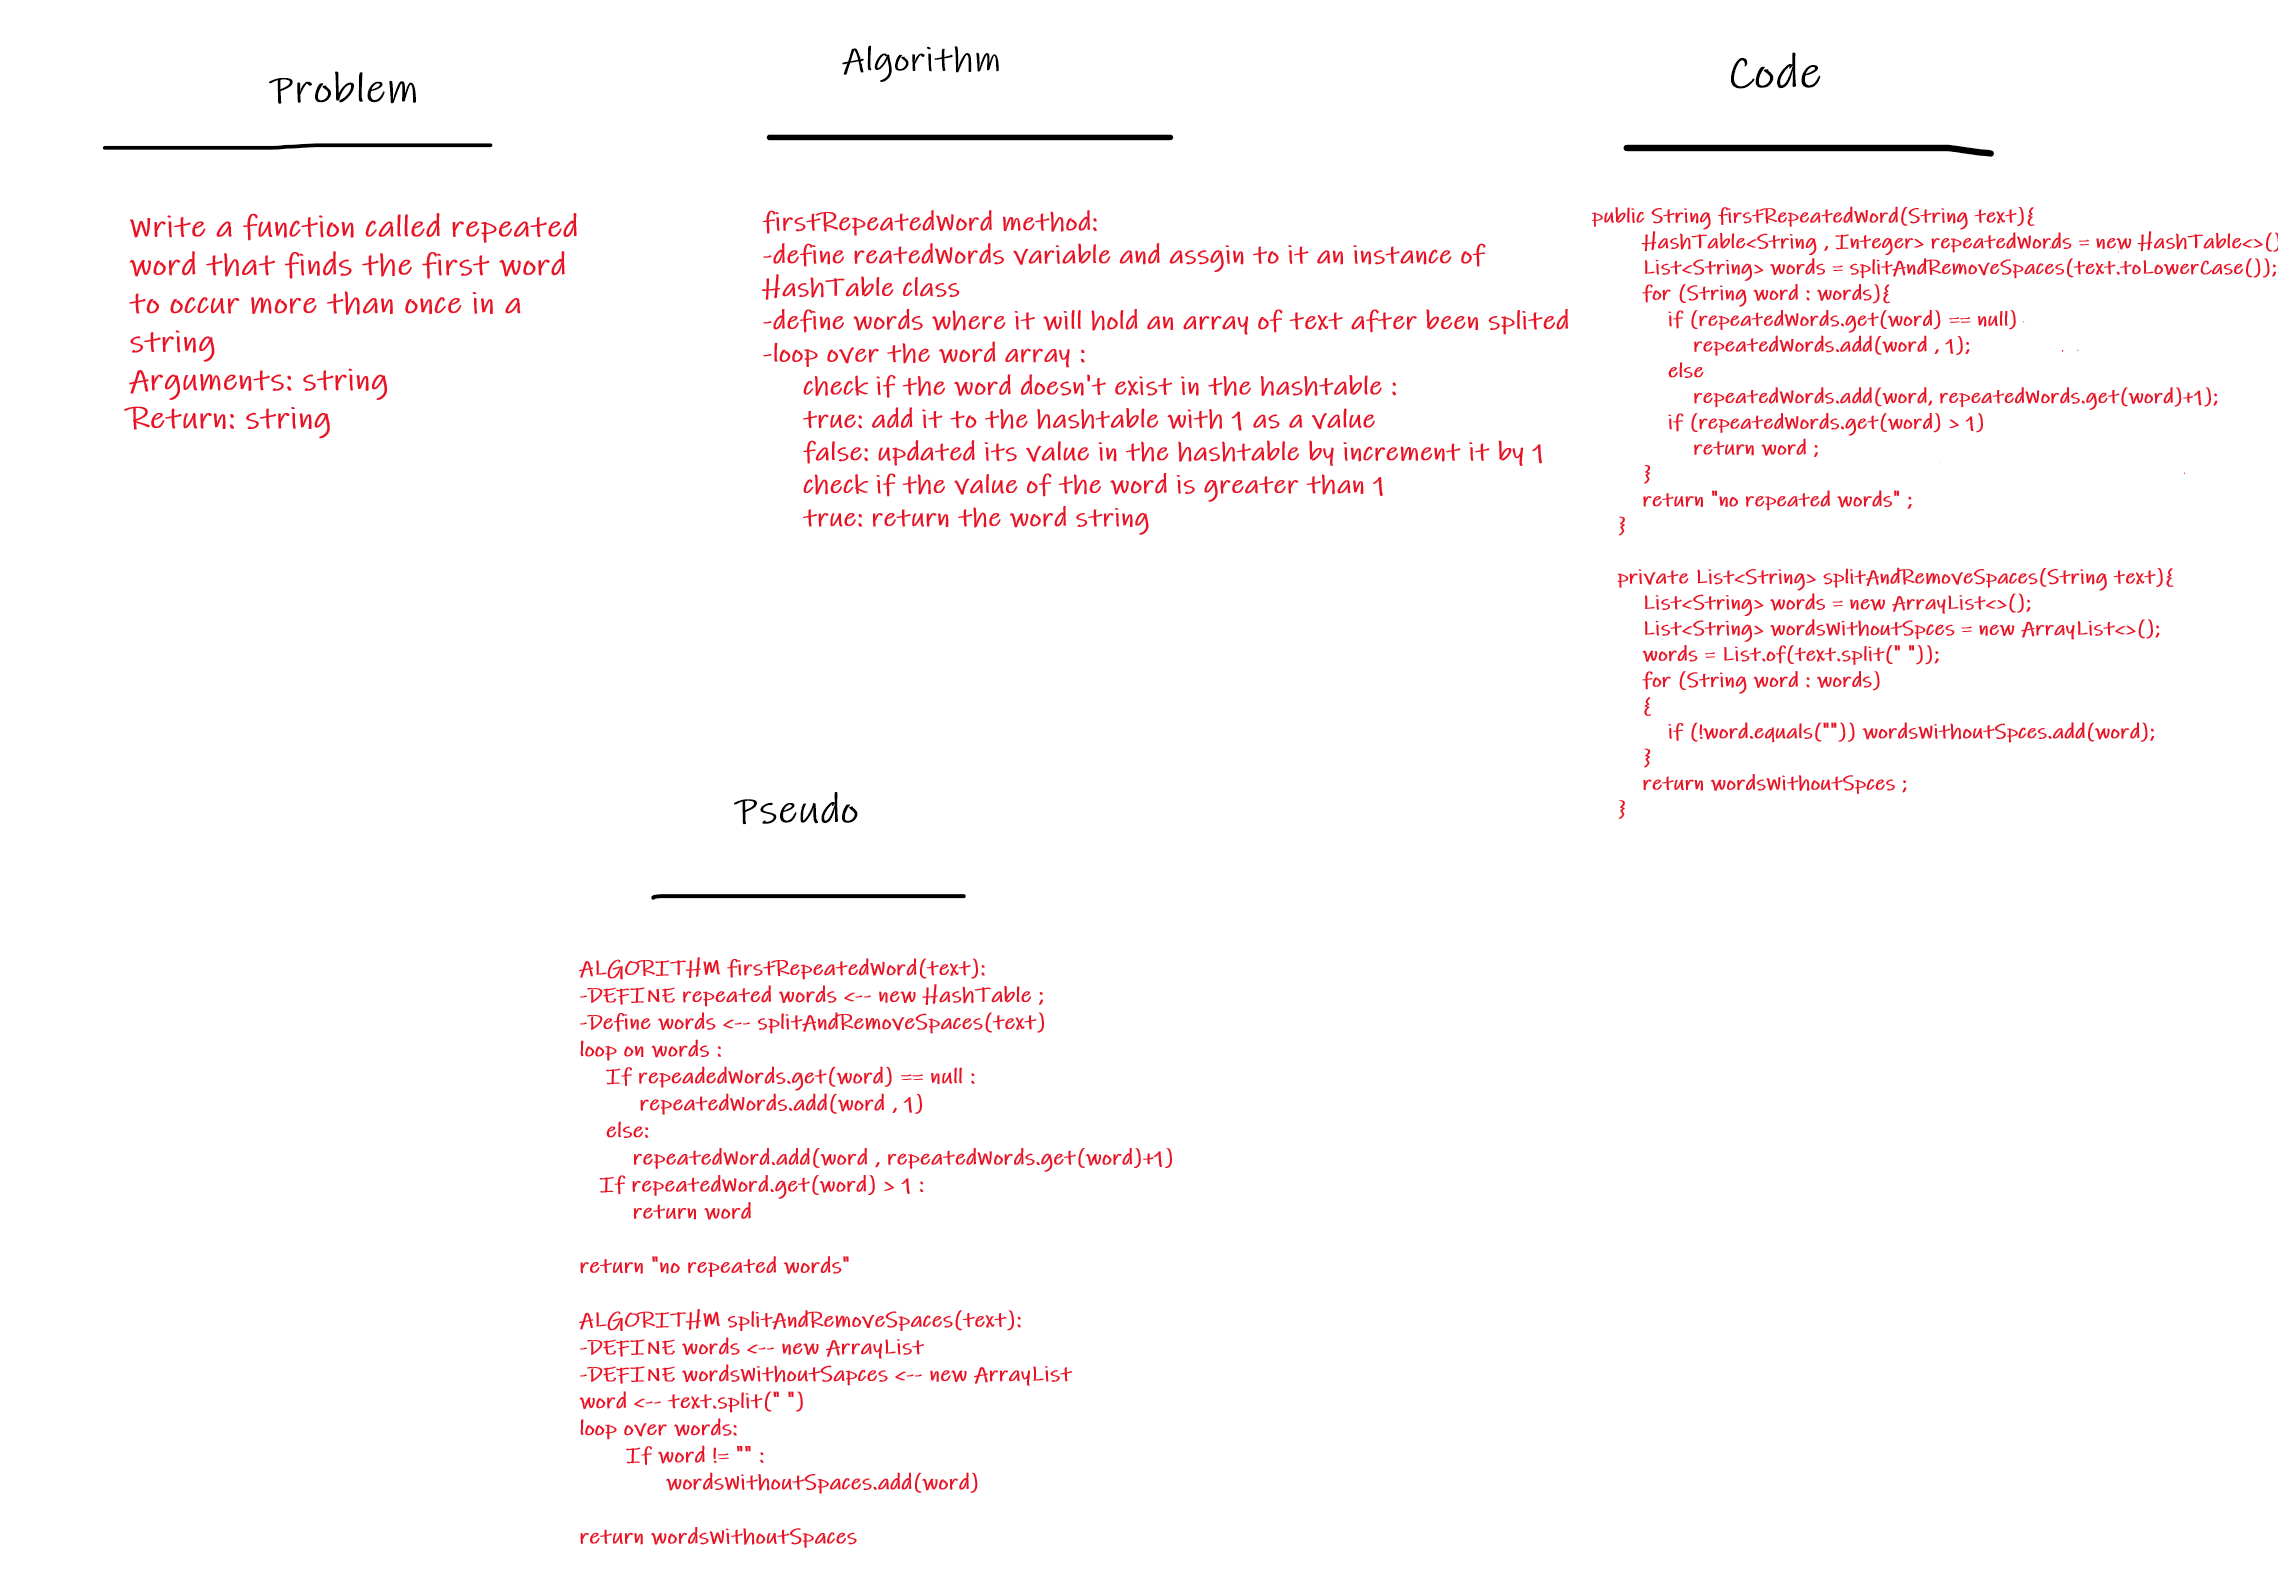 Problem
Write a function called repeated
word that finds the first word
to occur more than once in a
string
Arguments: string
Return: string
Algorithm
firstRepeatedWord method:
-define reatedWords variable and assgin to it an instance of
HashTable class
-define words where it will hold an array of text after been splited
-loop over the word array :
check if the word doesn't exist in the hashtable :
true: add it to the hashtable with 1 as a value
false: updated its value in the hashtable by increment it by 1
check if the value of the word is greater than 1
true: return the word string
Code
public String firstRepeatedWord(String text){
HashTable<String , Integer> repeatedWords = new HashTable<>()
List<String> words = splitAndRemoveSpaces(text.toLowerCase());
for (String word : words){
if (repeatedWords.get(word) == null)
repeatedWords.add(word , 1);
else
repeatedWords.add(word, repeatedWords.get(word)+1);
if (repeatedWords.get(word) > 1)
return word ;
}
return "no repeated words" ;
}
private List<String> splitAndRemoveSpaces(String text){
List<String> words = new ArrayList<>();
List<String> wordsWithoutSpces = new ArrayList<>();
words = List.of(text.split(" "));
for (String word : words)
{
if (!word.equals("")) wordsWithoutSpces.add(word);
}
return wordsWithoutSpces ;
}
Pseudo
ALGORITHM firstRepeatedWord(text):
-DEFINE repeated words <-- new HashTable ;
-Define words <-- splitAndRemoveSpaces(text)
loop on words :
If repeadedWords.get(word) == null :
repeatedWords.add(word , 1)
else:
repeatedWord.add(word , repeatedWords.get(word)+1)
If repeatedWord.get(word) > 1 :
return word
return "no repeated words"
ALGORITHM splitAndRemoveSpaces(text):
-DEFINE words <-- new ArrayList
-DEFINE wordsWithoutSapces <-- new ArrayList
word <-- text.split(" ")
loop over words:
If word != "" :
wordsWithoutSpaces.add(word)
return wordsWithoutSpaces